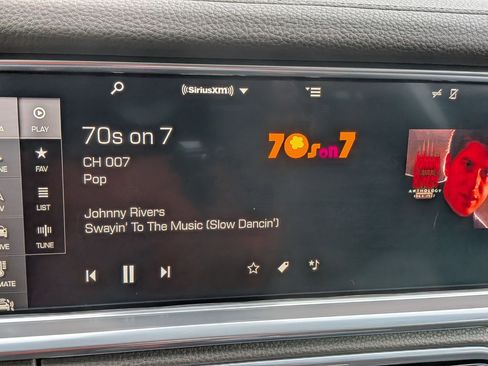 ((SiriusXM))
PLAY
70s on 7
70s on 7
FAV
CH 007
Pop
ANTHOLOGY
LIST
Johnny Rivers
Swayin' To The Music (Slow Dancin')
TUNE